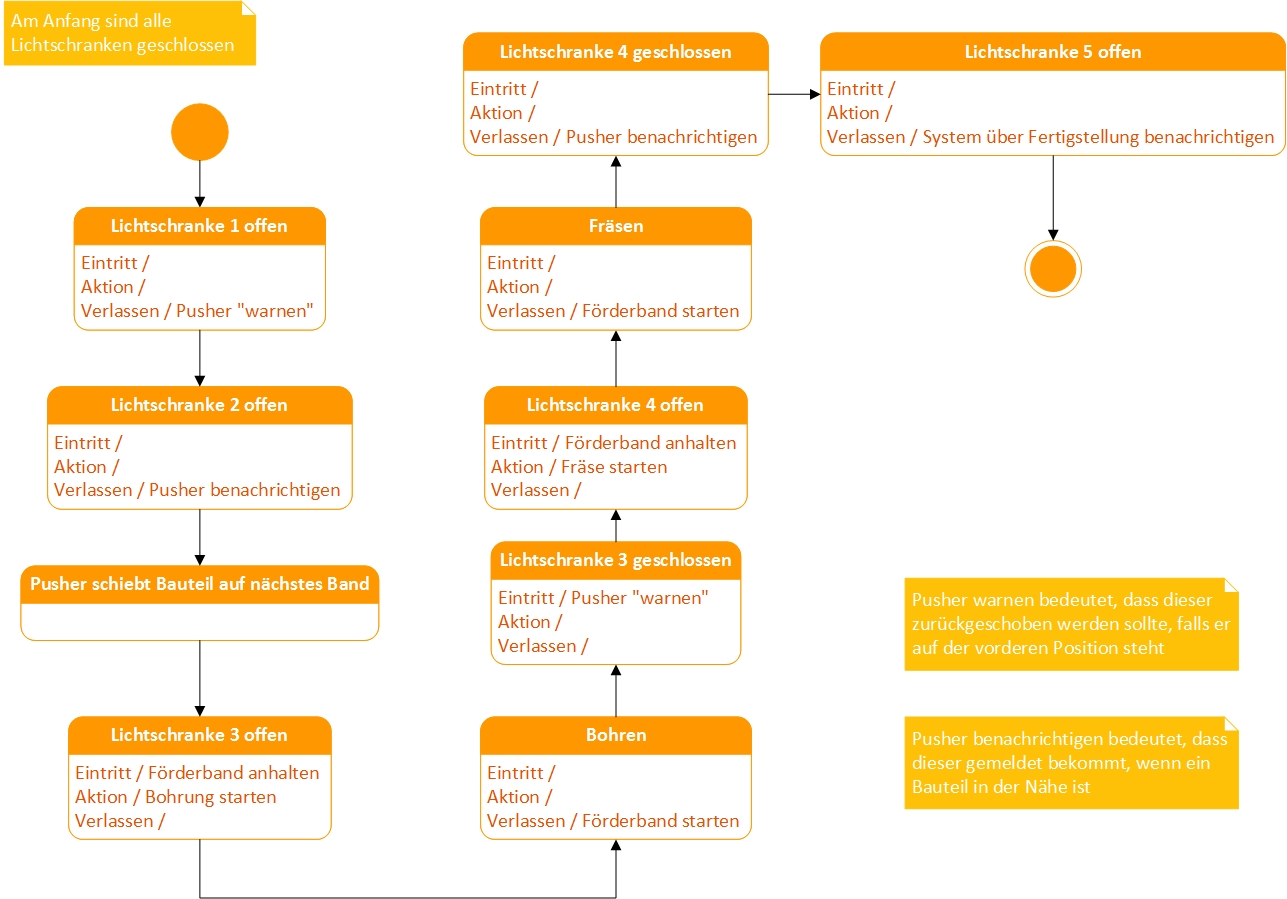 Am Anfang sind alle
Lichtschranken geschlossen
Lichtschranke 1 offen
Eintritt /
Aktion /
Verlassen / Pusher "warnen"
Lichtschranke 2 offen
Eintritt /
Aktion /
Verlassen / Pusher benachrichtigen
Pusher schiebt Bauteil auf nächstes Band
Lichtschranke 3 offen
Eintritt / Förderband anhalten
Aktion / Bohrung starten
Verlassen /
Bohren
Eintritt /
Aktion /
Verlassen / Förderband starten
Lichtschranke 3 geschlossen
Eintritt / Pusher "warnen"
Aktion /
Verlassen /
Lichtschranke 4 offen
Eintritt / Förderband anhalten
Aktion / Fräse starten
Verlassen /
Fräsen
Eintritt /
Aktion /
Verlassen / Förderband starten
Lichtschranke 4 geschlossen
Eintritt /
Aktion /
Verlassen / Pusher benachrichtigen
Lichtschranke 5 offen
Eintritt /
Aktion /
Verlassen / System über Fertigstellung benachrichtigen
Pusher warnen bedeutet, dass dieser
zurückgeschoben werden sollte, falls er
auf der vorderen Position steht
Pusher benachrichtigen bedeutet, dass
dieser gemeldet bekommt, wenn ein
Bauteil in der Nähe ist